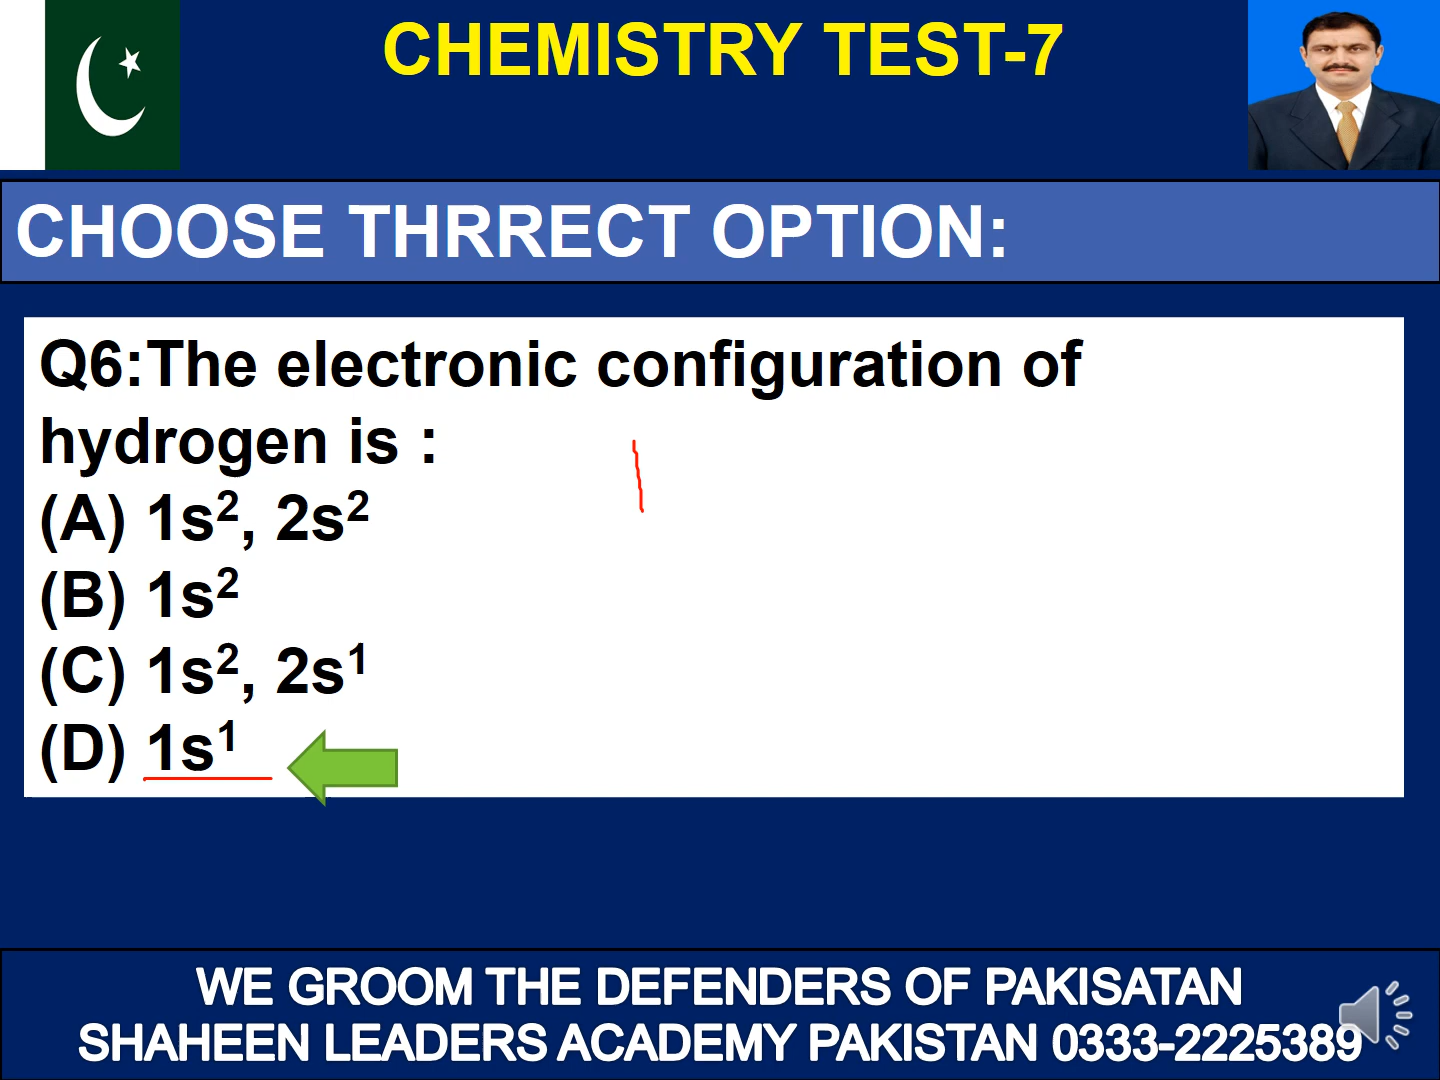 CHEMISTRY TEST-7
CHOOSE THRRECT OPTION:
Q6:The electronic configuration of
hydrogen is :
(A) 1s², 2s²
(B) 1s²
(C) 1s², 2s¹
(D) 1s¹
WE GROOM THE DEFENDERS OF PAKISATAN
SHAHEEN LEADERS ACADEMY PAKISTAN 0333-2225389